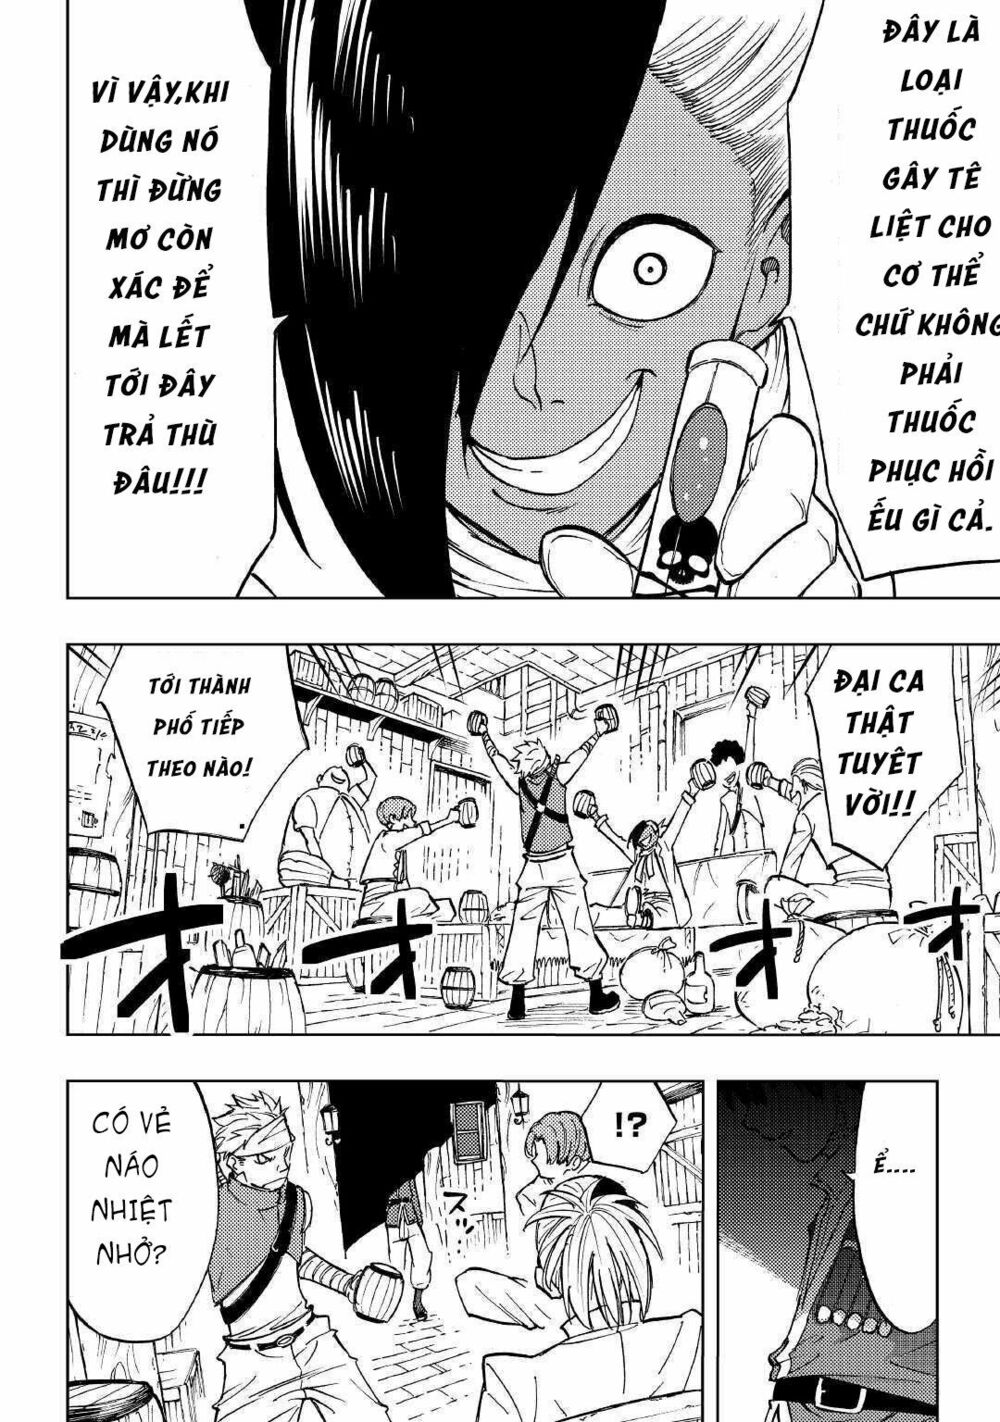 ĐÂY LÀ
LOẠI
THUỐC
GÂY TÊ
LIỆT CHO
CƠ THỂ
CHỨ KHÔNG
PHẢI
THUỐC
PHỤC HỒI
ẾU GÌ CẢ.
VÌ VẬY,KHI
DÙNG NÓ
THÌ ĐỪNG
MƠ CÒN
XÁC ĐỂ
MÀ LẾT
TỚI ĐÂY
TRẢ THÙ
ĐÂU!!!
ĐẠI CA
THẬT
TUYỆT
VỜI!!
TỚI THÀNH
PHỐ TIẾP
THEO NÀO!
オオオオ
Ể....
!?
ズ
CÓ VẺ
NÁO
NHIỆT
NHỞ?